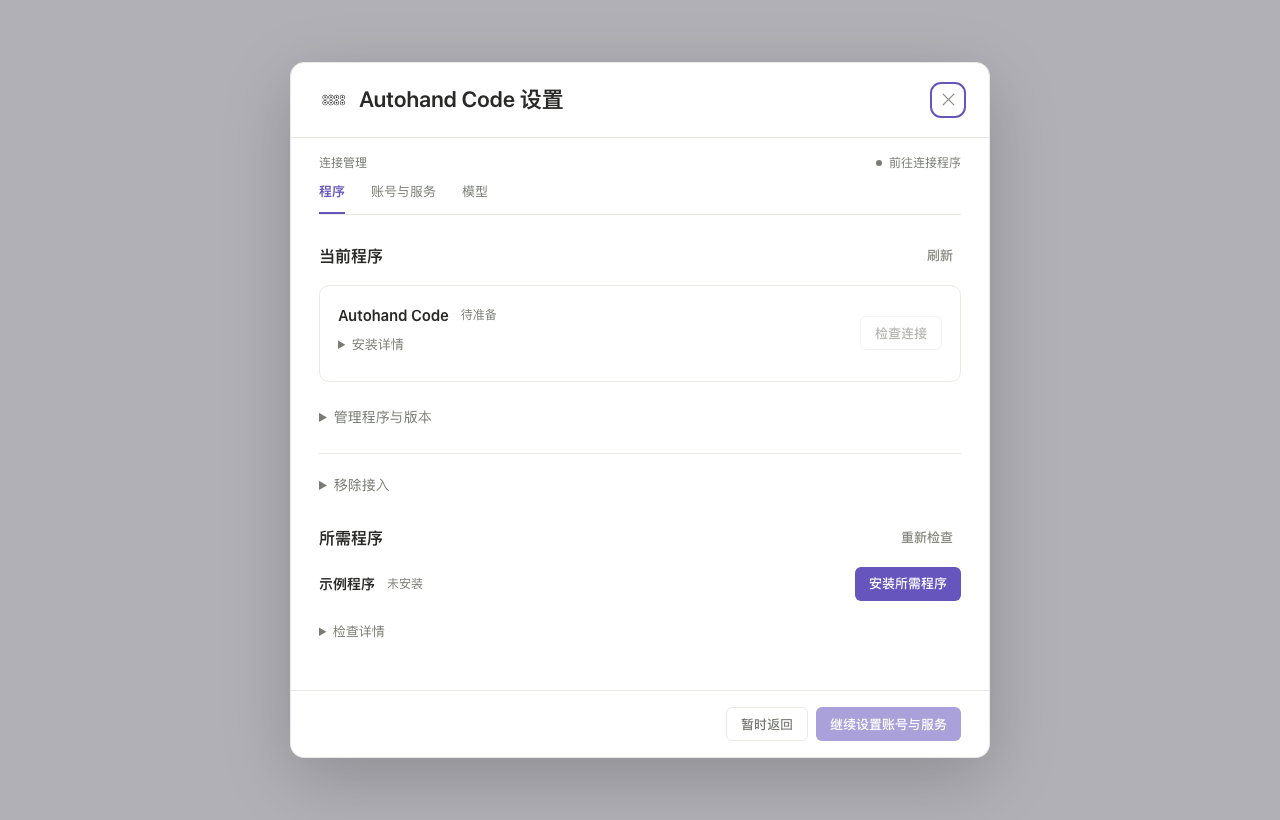 Autohand Code 设置
连接管理
前往连接程序
程序 账号与服务 模型
当前程序
刷新
Autohand Code 待准备
安装详情
检查连接
管理程序与版本
移除接入
所需程序
重新检查
示例程序 未安装
安装所需程序
检查详情
暂时返回
继续设置账号与服务